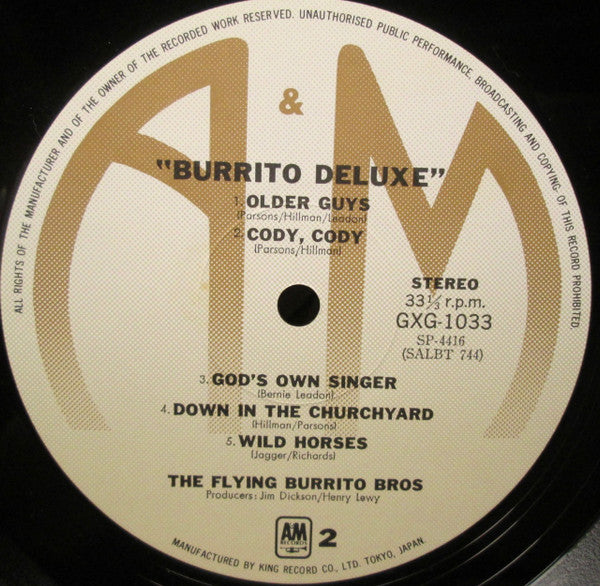 ALL RIGHTS OF THE MANUFACTURER AND OF THE OWNER OF THE RECORDED WORK RESERVED. UNAUTHORISED PUBLIC PERFORMANCE, BROADCASTING AND COPYING OF THIS RECORD PROHIBITED.
A & M
"BURRITO DELUXE"
1. OLDER GUYS
(Parsons/Hillman/Leadon)
2. CODY, CODY
(Parsons/Hillman)
STEREO
33⅓ r.p.m.
GXG-1033
SP-4416
(SALBT 744)
3. GOD'S OWN SINGER
(Bernie Leadon)
4. DOWN IN THE CHURCHYARD
(Hillman/Parsons)
5. WILD HORSES
(Jagger/Richards)
THE FLYING BURRITO BROS
Producers: Jim Dickson/Henry Lewy
A&M
RECORDS
2
MANUFACTURED BY KING RECORD CO., LTD. TOKYO, JAPAN.